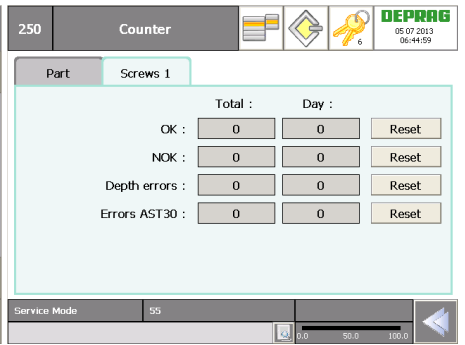 250 Counter 6 DEPRAG
05 07 2013
06:44:59
Part Screws 1
Total : Day :
OK : 0 0 Reset
NOK : 0 0 Reset
Depth errors : 0 0 Reset
Errors AST30 : 0 0 Reset
Service Mode 55
0.0 50.0 100.0